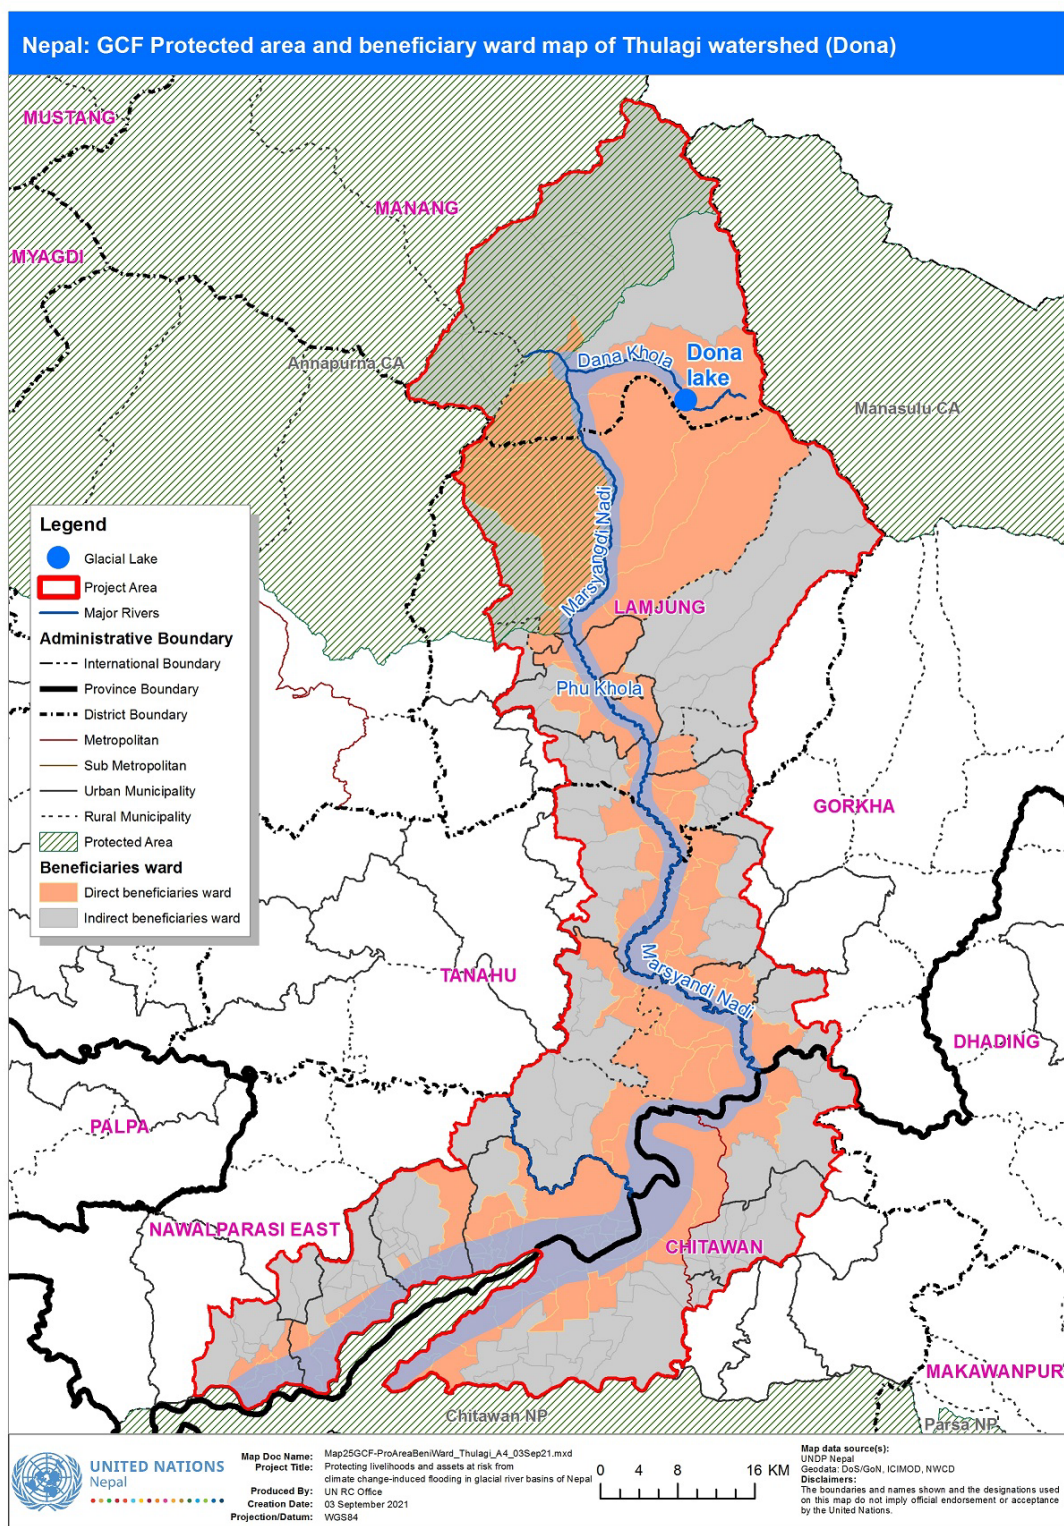 Nepal: GCF Protected area and beneficiary ward map of Thulagi watershed (Dona)
MUSTANG
MANANG
MYAGDI
Annapurna CA
Dana Khola
Dona
lake
Manasulu CA
Marsyangdi Nadi
LAMJUNG
Phu Khola
GORKHA
TANAHU
Marsyandi Nadi
DHADING
PALPA
NAWALPARASI EAST
CHITAWAN
MAKAWANPUR
Chitawan NP
Parsa NP
Legend
Glacial Lake
Project Area
Major Rivers
Administrative Boundary
International Boundary
Province Boundary
District Boundary
Metropolitan
Sub Metropolitan
Urban Municipality
Rural Municipality
Protected Area
Beneficiaries ward
Direct beneficiaries ward
Indirect beneficiaries ward
UNITED NATIONS
Nepal
Map Doc Name: Map25GCF-ProAreaBeniWard_Thulagi_A4_03Sep21.mxd
Project Title: Protecting livelihoods and assets at risk from
climate change-induced flooding in glacial river basins of Nepal
Produced By: UN RC Office
Creation Date: 03 September 2021
Projection/Datum: WGS84
0 4 8 16 KM
Map data source(s):
UNDP Nepal
Geodata: DoS/GoN, ICIMOD, NWCD
Disclaimers:
The boundaries and names shown and the designations used
on this map do not imply official endorsement or acceptance
by the United Nations.